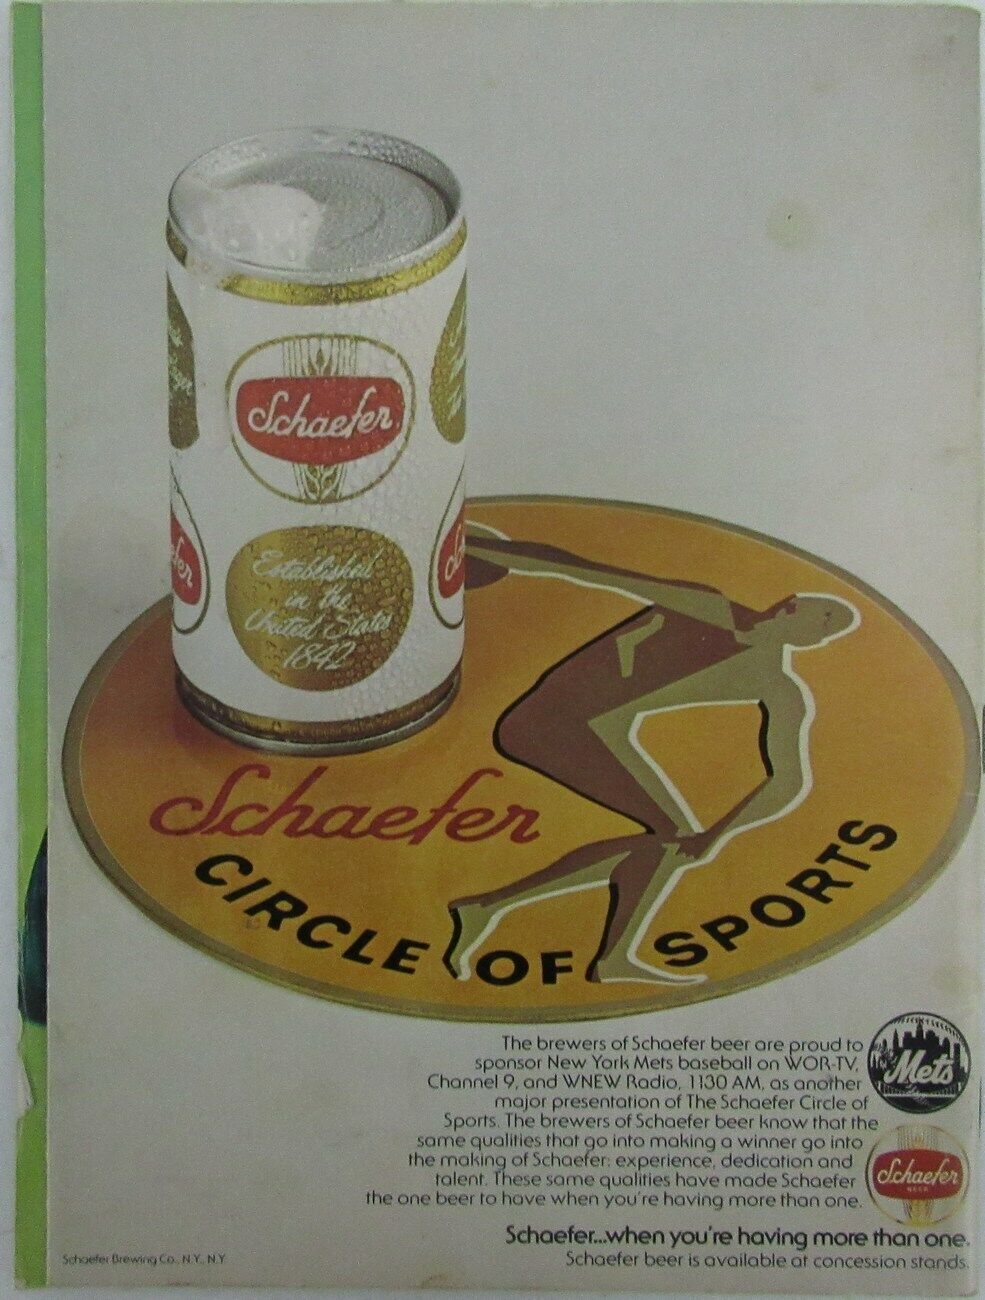 Schaefer
Established
in the
United States
1842
Schaefer
CIRCLE OF SPORTS
The brewers of Schaefer beer are proud to
sponsor New York Mets baseball on WOR-TV,
Channel 9, and WNEW Radio, 1130 AM, as another
major presentation of The Schaefer Circle of
Sports. The brewers of Schaefer beer know that the
same qualities that go into making a winner go into
the making of Schaefer: experience, dedication and
talent. These same qualities have made Schaefer
the one beer to have when you're having more than one.
Mets
Schaefer
BEER
Schaefer...when you're having more than one.
Schaefer beer is available at concession stands.
Schaefer Brewing Co., N.Y., N.Y.